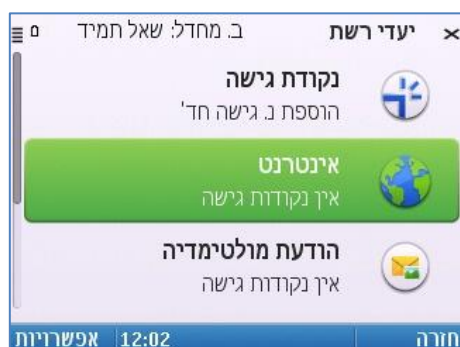 יעדי רשת
ב. מחדל: שאל תמיד
נקודת גישה
הוספת נ. גישה חד'
אינטרנט
אין נקודות גישה
הודעת מולטימדיה
אין נקודות גישה
חזרה 12:02 אפשרויות